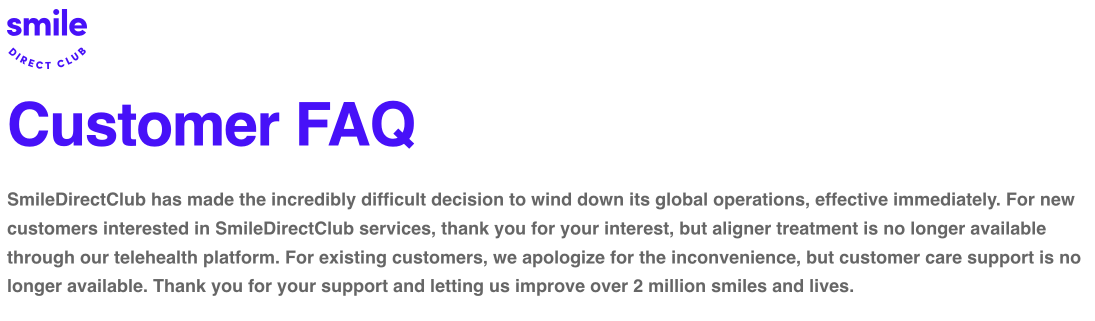 smile
DIRECT CLUB
Customer FAQ
SmileDirectClub has made the incredibly difficult decision to wind down its global operations, effective immediately. For new
customers interested in SmileDirectClub services, thank you for your interest, but aligner treatment is no longer available
through our telehealth platform. For existing customers, we apologize for the inconvenience, but customer care support is no
longer available. Thank you for your support and letting us improve over 2 million smiles and lives.